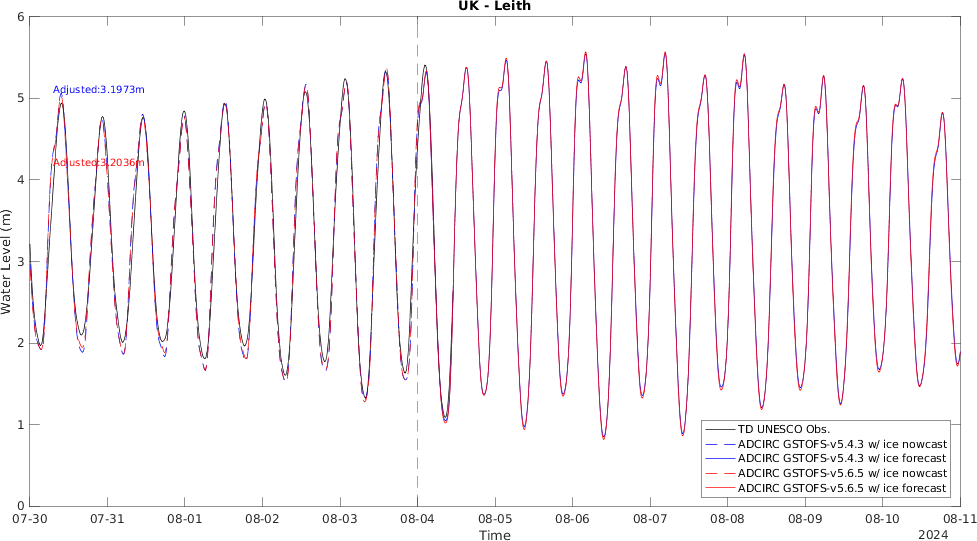 UK - Leith
6
5
4
3
2
1
0
Water Level (m)
Adjusted:3.1973m
Adjusted:3.2036m
TD UNESCO Obs.
ADCIRC GSTOFS-v5.4.3 w/ ice nowcast
ADCIRC GSTOFS-v5.4.3 w/ ice forecast
ADCIRC GSTOFS-v5.6.5 w/ ice nowcast
ADCIRC GSTOFS-v5.6.5 w/ ice forecast
07-30 07-31 08-01 08-02 08-03 08-04 08-05 08-06 08-07 08-08 08-09 08-10 08-11
Time
2024